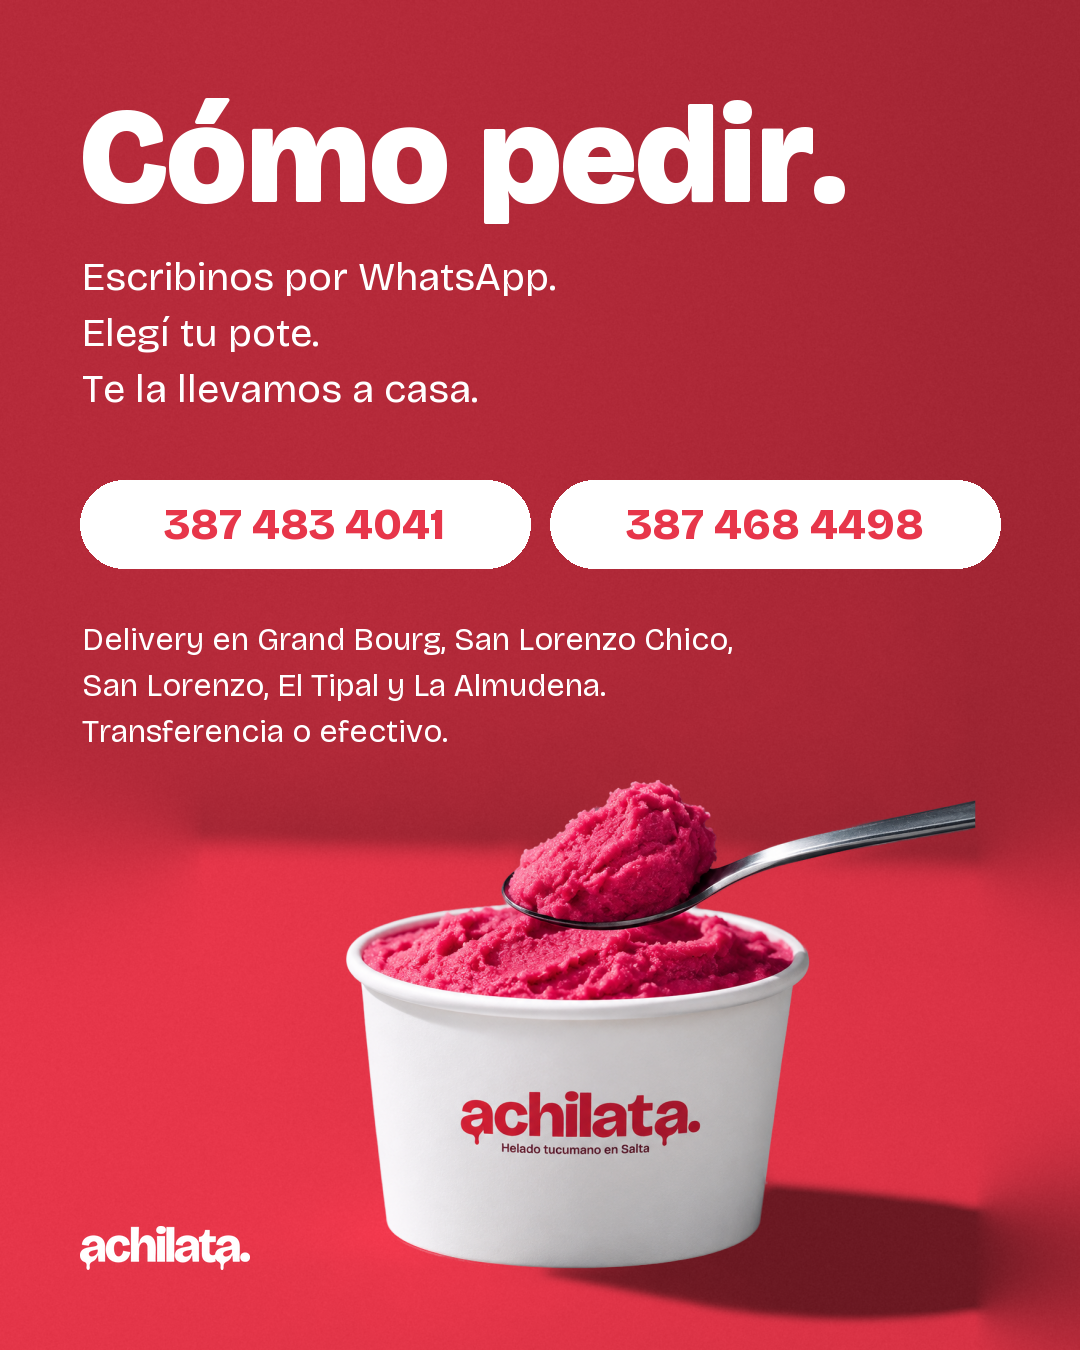 Cómo pedir.
Escribinos por WhatsApp.
Elegí tu pote.
Te la llevamos a casa.
387 483 4041
387 468 4498
Delivery en Grand Bourg, San Lorenzo Chico,
San Lorenzo, El Tipal y La Almudena.
Transferencia o efectivo.
achilata.
Helado tucumano en Salta
achilata.